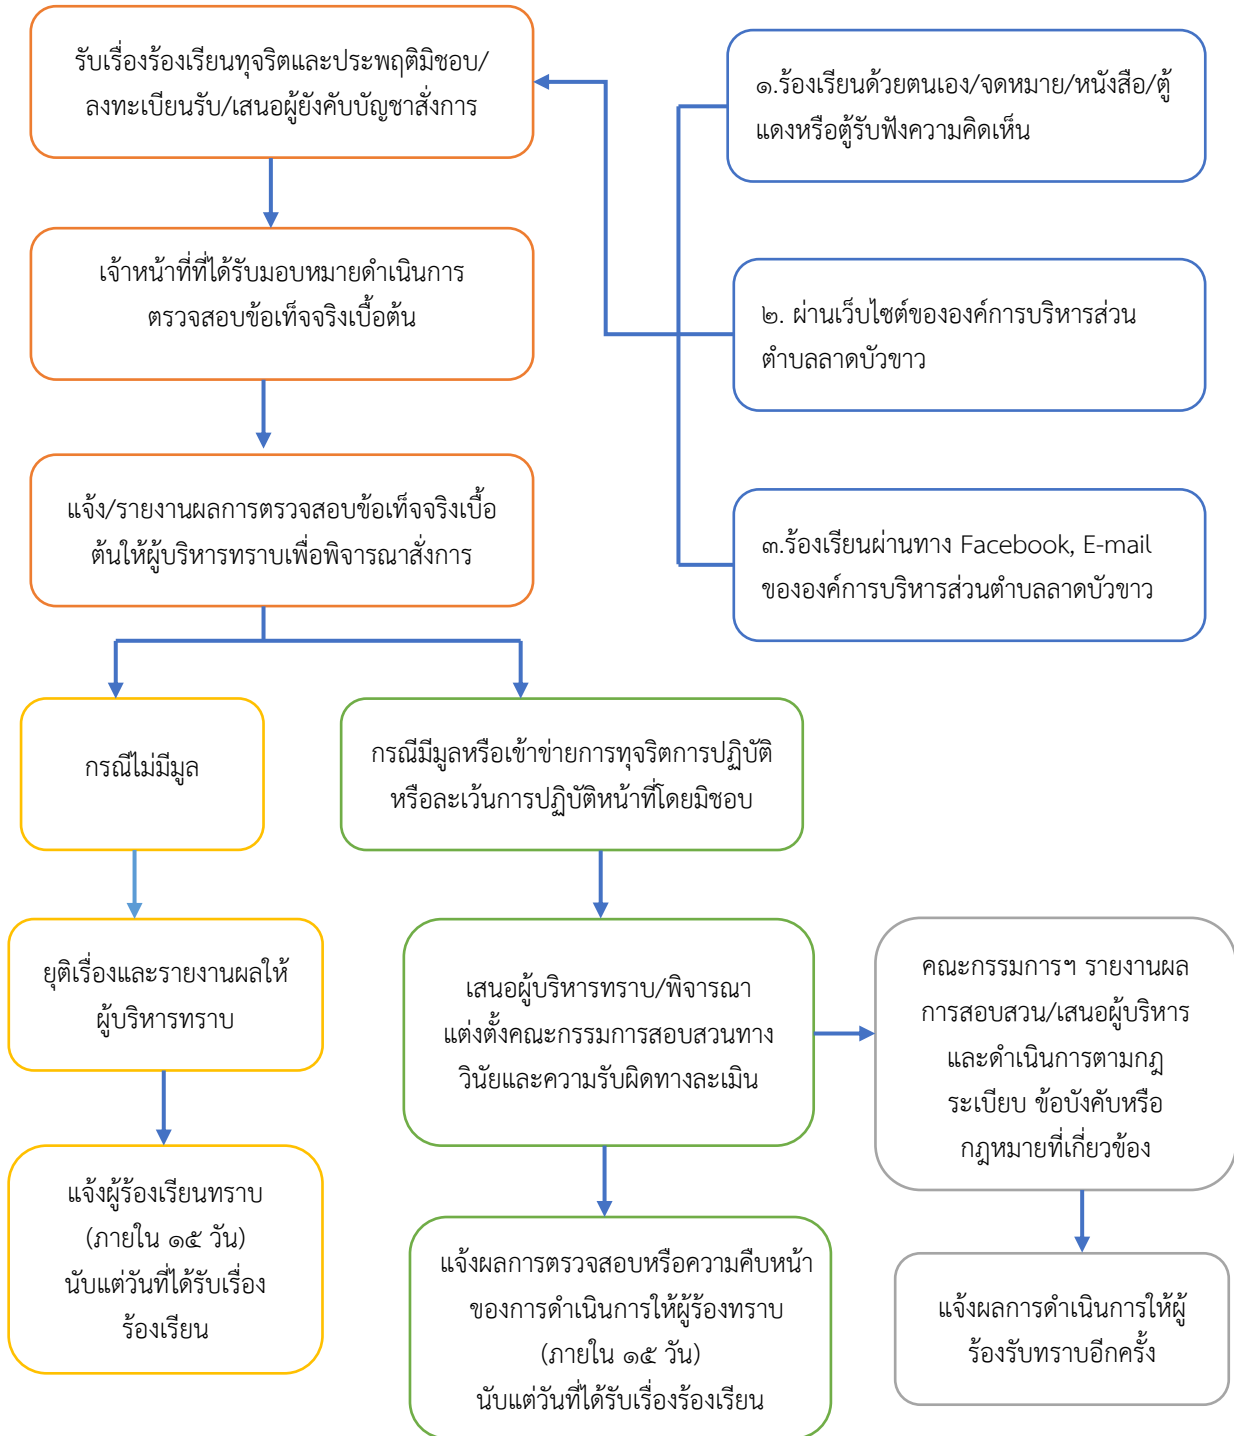 รับเรื่องร้องเรียนทุจริตและประพฤติมิชอบ/
ลงทะเบียนรับ/เสนอผู้ยังคับบัญชาสั่งการ
๑.ร้องเรียนด้วยตนเอง/จดหมาย/หนังสือ/ตู้
แดงหรือตู้รับฟังความคิดเห็น
เจ้าหน้าที่ที่ได้รับมอบหมายดำเนินการ
ตรวจสอบข้อเท็จจริงเบื้อต้น
๒. ผ่านเว็บไซต์ขององค์การบริหารส่วน
ตำบลลาดบัวขาว
แจ้ง/รายงานผลการตรวจสอบข้อเท็จจริงเบื้อ
ต้นให้ผู้บริหารทราบเพื่อพิจารณาสั่งการ
๓.ร้องเรียนผ่านทาง Facebook, E-mail
ขององค์การบริหารส่วนตำบลลาดบัวขาว
กรณีไม่มีมูล
กรณีมีมูลหรือเข้าข่ายการทุจริตการปฏิบัติ
หรือละเว้นการปฏิบัติหน้าที่โดยมิชอบ
ยุติเรื่องและรายงานผลให้
ผู้บริหารทราบ
เสนอผู้บริหารทราบ/พิจารณา
แต่งตั้งคณะกรรมการสอบสวนทาง
วินัยและความรับผิดทางละเมิน
คณะกรรมการฯ รายงานผล
การสอบสวน/เสนอผู้บริหาร
และดำเนินการตามกฎ
ระเบียบ ข้อบังคับหรือ
กฎหมายที่เกี่ยวข้อง
แจ้งผู้ร้องเรียนทราบ
(ภายใน ๑๕ วัน)
นับแต่วันที่ได้รับเรื่อง
ร้องเรียน
แจ้งผลการตรวจสอบหรือความคืบหน้า
ของการดำเนินการให้ผู้ร้องทราบ
(ภายใน ๑๕ วัน)
นับแต่วันที่ได้รับเรื่องร้องเรียน
แจ้งผลการดำเนินการให้ผู้
ร้องรับทราบอีกครั้ง